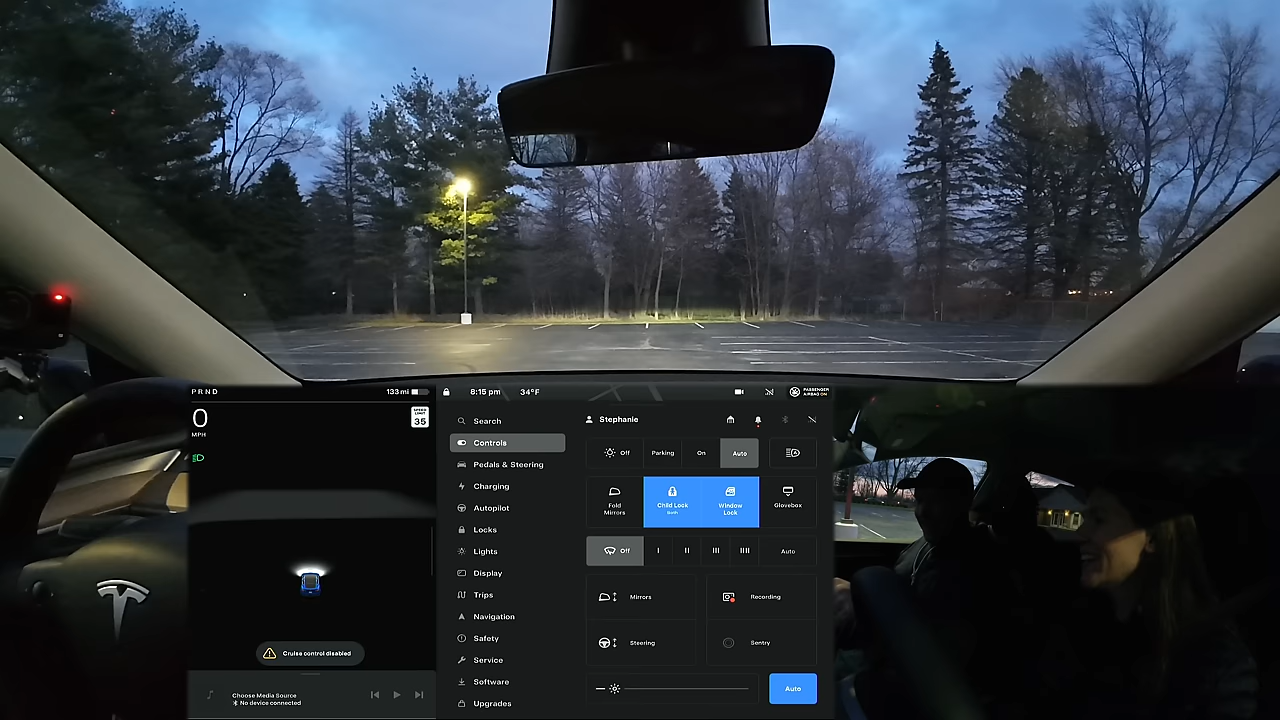 PRND
133 mi
8:15 pm
34°F
PASSENGER
AIRBAG ON
0
MPH
SPEED
LIMIT
35
Search
Controls
Pedals & Steering
Charging
Autopilot
Locks
Lights
Display
Trips
Navigation
Safety
Service
Software
Upgrades
Stephanie
Off
Parking
On
Auto
Fold
Mirrors
Child Lock
Both
Window
Lock
Glovebox
Off
I
II
III
IIII
Auto
Mirrors
Recording
Steering
Sentry
Auto
Cruise control disabled
Choose Media Source
No device connected